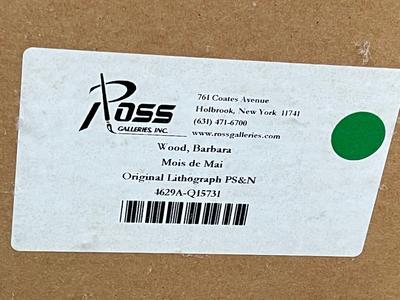 ROSS
GALLERIES, INC.
761 Coates Avenue
Holbrook, New York 11741
(631) 471-6700
www.rossgalleries.com
Wood, Barbara
Mois de Mai
Original Lithograph PS&N
4629A-Q15731